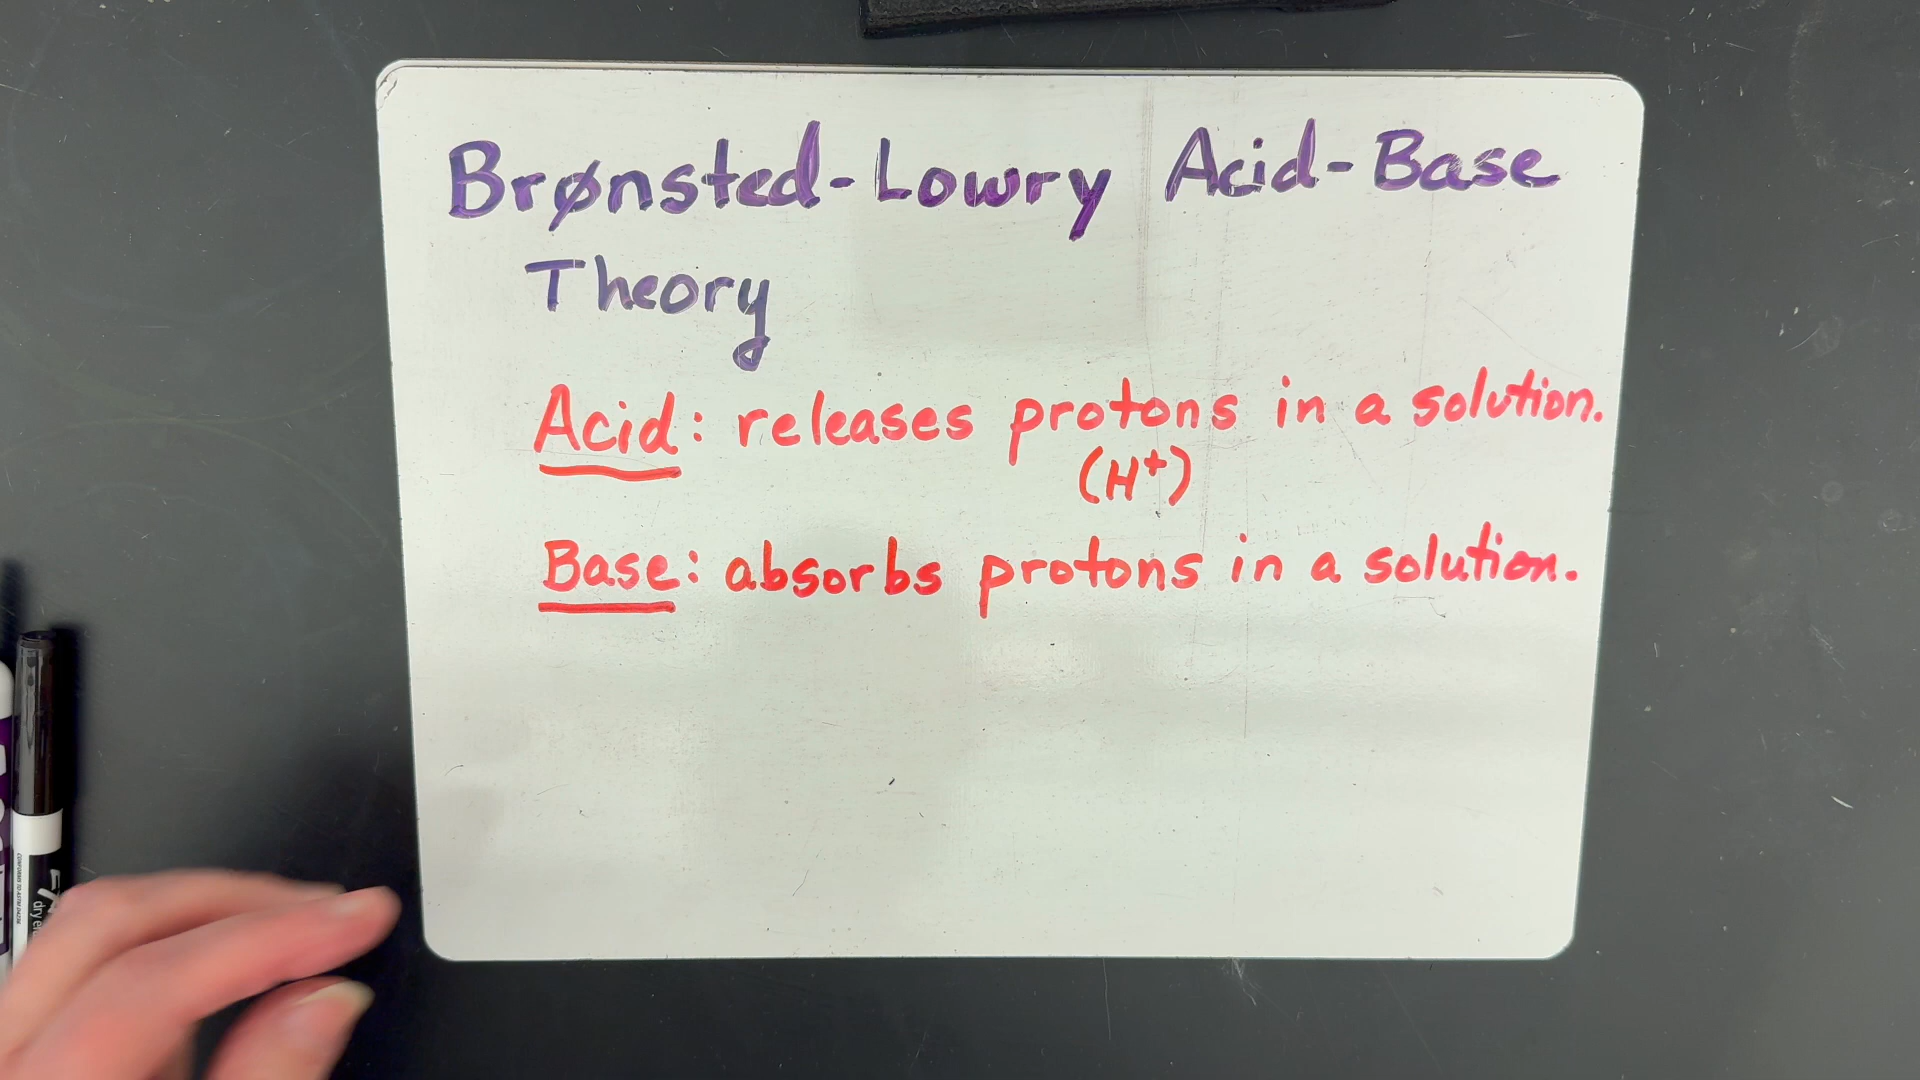 Brønsted-Lowry Acid-Base
Theory
Acid: releases protons in a solution.
(H⁺)
Base: absorbs protons in a solution.